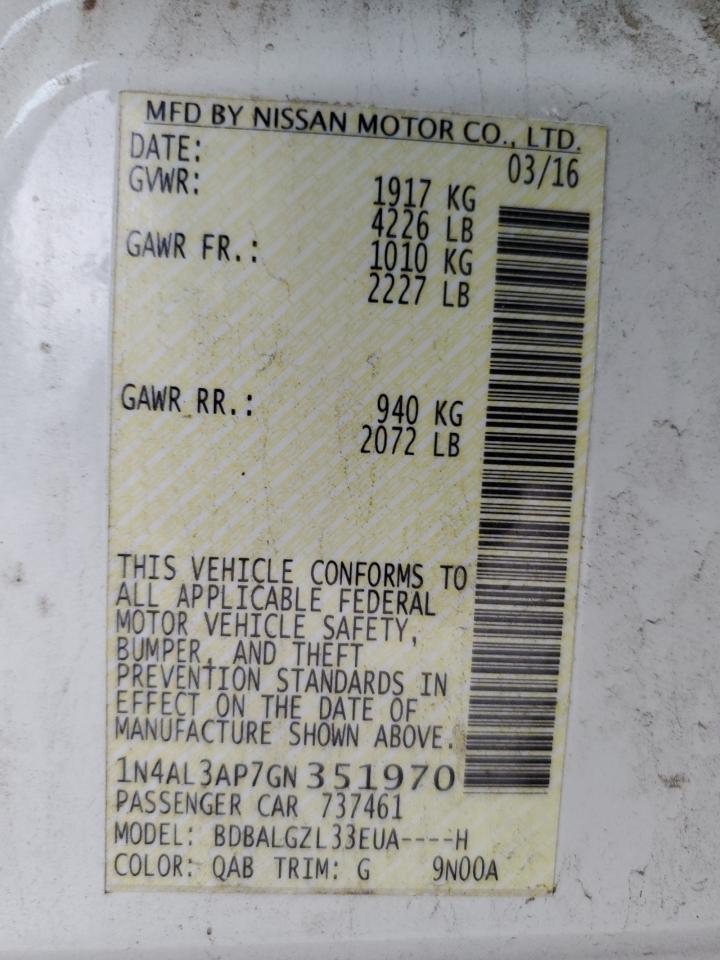 MFD BY NISSAN MOTOR CO., LTD.
DATE: 03/16
GVWR: 1917 KG
4226 LB
GAWR FR.: 1010 KG
2227 LB
GAWR RR.: 940 KG
2072 LB
THIS VEHICLE CONFORMS TO
ALL APPLICABLE FEDERAL
MOTOR VEHICLE SAFETY,
BUMPER, AND THEFT
PREVENTION STANDARDS IN
EFFECT ON THE DATE OF
MANUFACTURE SHOWN ABOVE.
1N4AL3AP7GN351970
PASSENGER CAR 737461
MODEL: BDBALGZL33EUA----H
COLOR: QAB TRIM: G 9N00A